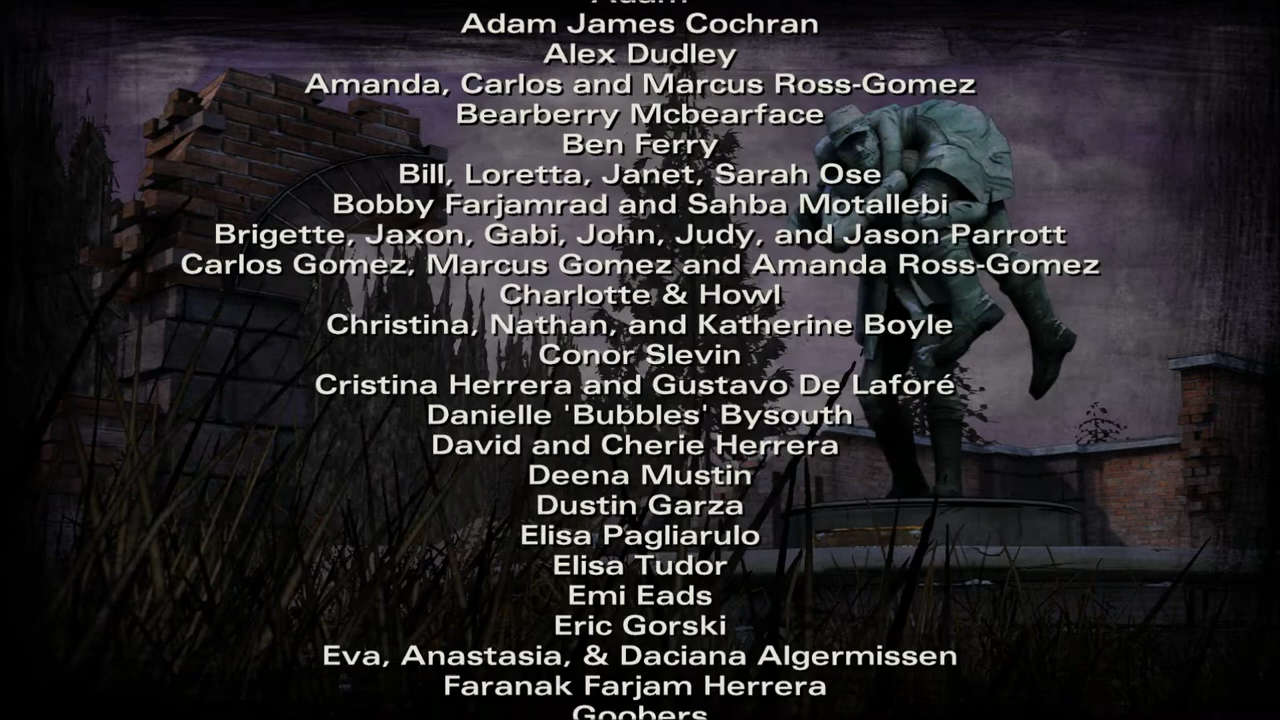 Adam
Adam James Cochran
Alex Dudley
Amanda, Carlos and Marcus Ross-Gomez
Bearberry Mcbearface
Ben Ferry
Bill, Loretta, Janet, Sarah Ose
Bobby Farjamrad and Sahba Motallebi
Brigette, Jaxon, Gabi, John, Judy, and Jason Parrott
Carlos Gomez, Marcus Gomez and Amanda Ross-Gomez
Charlotte & Howl
Christina, Nathan, and Katherine Boyle
Conor Slevin
Cristina Herrera and Gustavo De Laforé
Danielle 'Bubbles' Bysouth
David and Cherie Herrera
Deena Mustin
Dustin Garza
Elisa Pagliarulo
Elisa Tudor
Emi Eads
Eric Gorski
Eva, Anastasia, & Daciana Algermissen
Faranak Farjam Herrera
Goobers